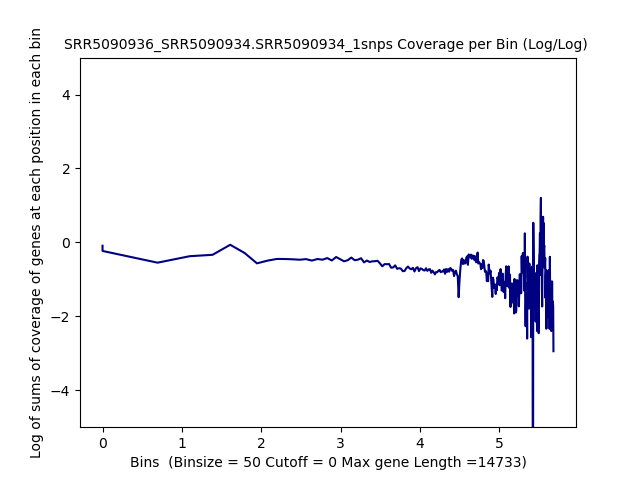 SRR5090936_SRR5090934.SRR5090934_1snps Coverage per Bin (Log/Log)
Log of sums of coverage of genes at each position in each bin
4
2
0
−2
−4
0 1 2 3 4 5
Bins  (Binsize = 50 Cutoff = 0 Max gene Length =14733)